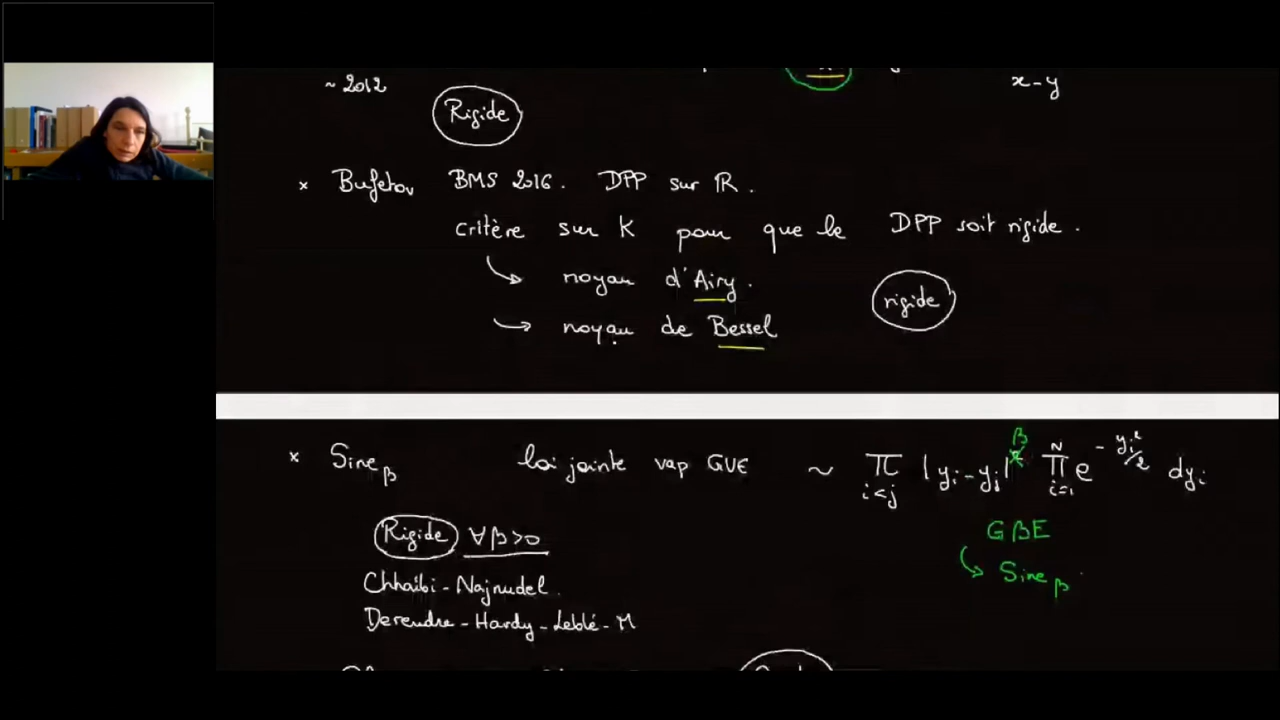 ~ 2012
x-y
Rigide
× Bufetov BMS 2016. DPP sur ℝ.
critère sur K pour que le DPP soit rigide.
↳ noyau d'Airy.
rigide
↳ noyau de Bessel
× Sine_β loi jointe vap GUE ~ ∏_{i<j} |y_i - y_j|^β ∏_{i=1}^N e^{-y_i²/2} dy_i
Rigide ∀β>0
GβE
↳ Sine_β
Chhaïbi - Najnudel.
Dereudre - Hardy - Leblé - M